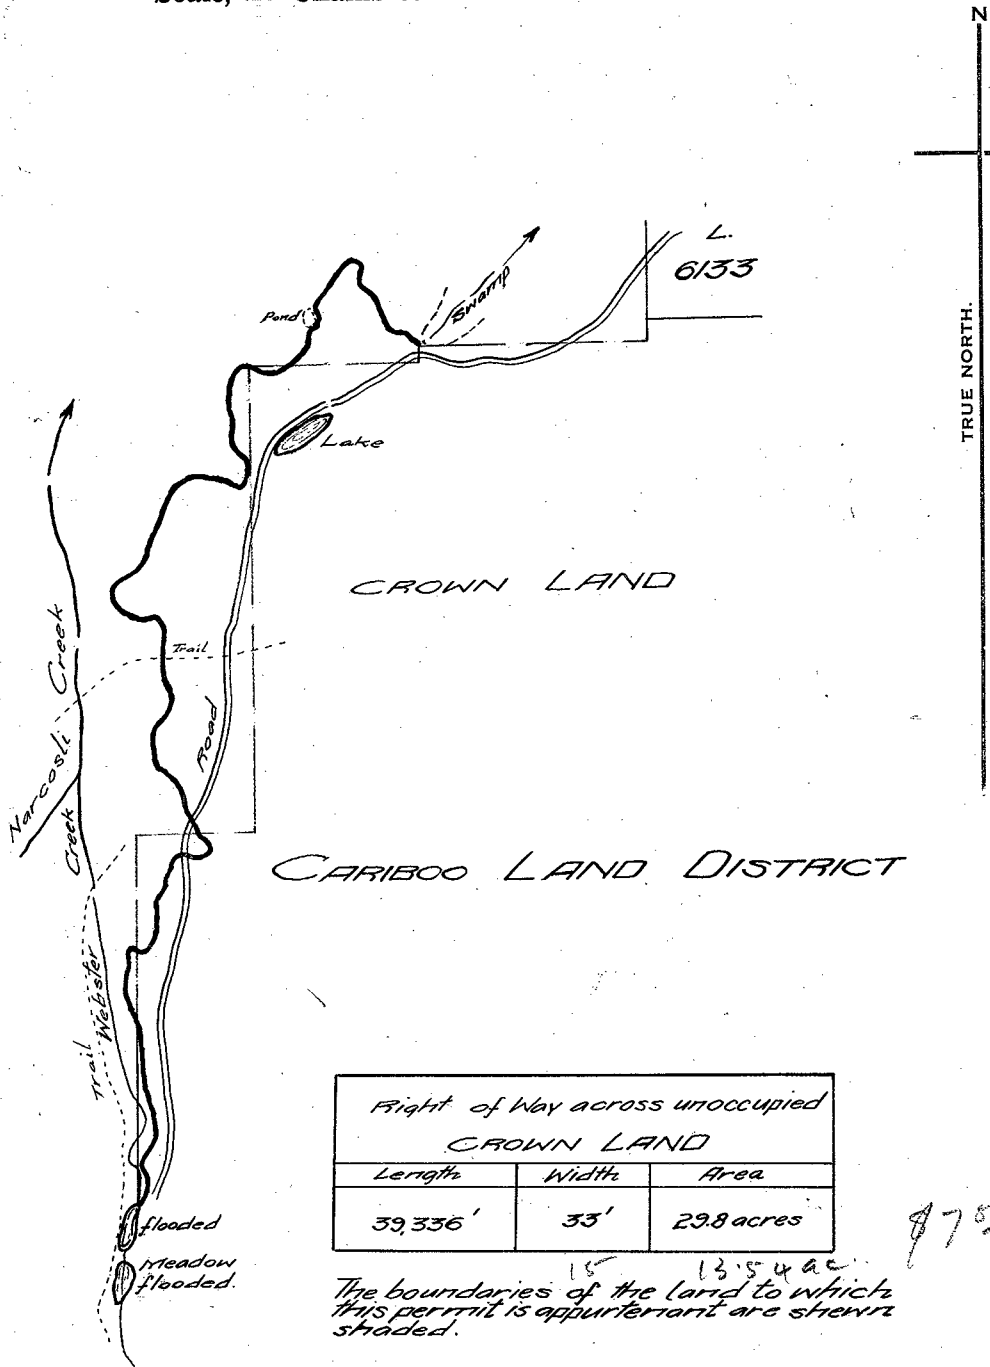 N
TRUE NORTH.
L.
6133
Swamp
Pond
Lake
CROWN LAND
Trail
Narcosli Creek
Road
Creek
CARIBOO LAND DISTRICT
Webster
Trail
Right of Way across unoccupied
CROWN LAND
Length Width Area
39,336' 33' 29.8 acres
15 13.54 ac.
flooded
Meadow
flooded.
The boundaries of the land to which
this permit is appurtenant are shewn
shaded.